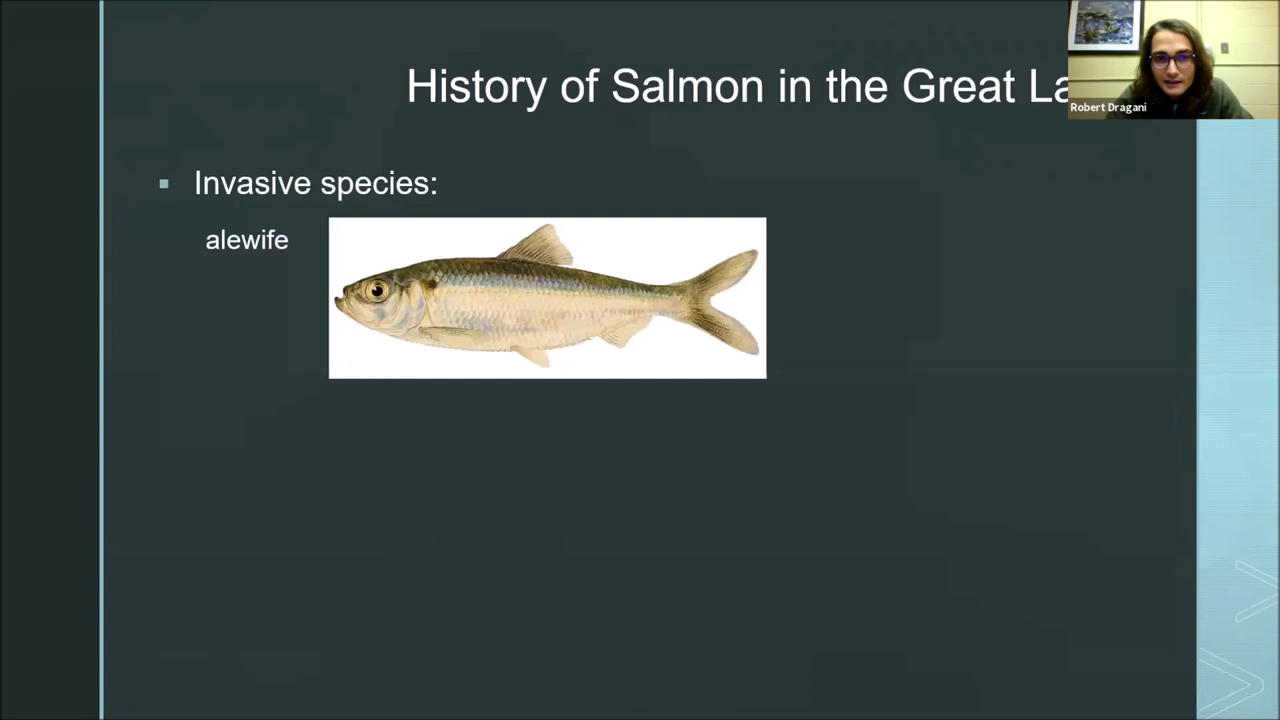 History of Salmon in the Great La
Robert Dragani
Invasive species:
alewife